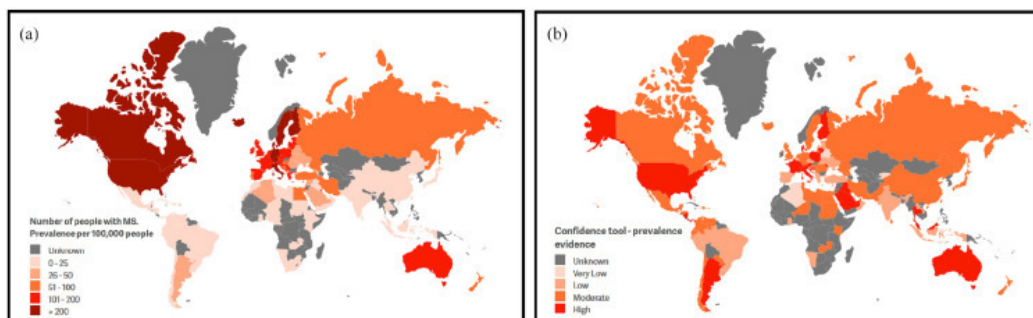 (a)
Number of people with MS.
Prevalence per 100,000 people
Unknown
0 - 25
26 - 50
51 - 100
101 - 200
> 200
(b)
Confidence tool - prevalence
evidence
Unknown
Very Low
Low
Moderate
High